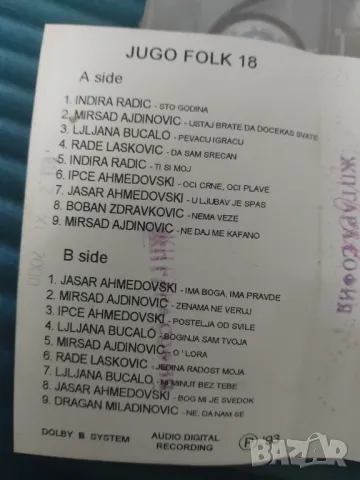 JUGO FOLK 18
A side
1. INDIRA RADIC - STO GODINA
2. MIRSAD AJDINOVIC - USTAJ BRATE DA DOCEKAS SVATE
3. LJLJANA BUCALO - PEVACU IGRACU
4. RADE LASKOVIC - DA SAM SRECAN
5. INDIRA RADIC - TI SI MOJ
6. IPCE AHMEDOVSKI - OCI CRNE, OCI PLAVE
7. JASAR AHMEDOVSKI - U LJUBAV JE SPAS
8. BOBAN ZDRAVKOVIC - NEMA VEZE
9. MIRSAD AJDINOVIC - NE DAJ ME KAFANO
B side
1. JASAR AHMEDOVSKI - IMA BOGA, IMA PRAVDE
2. MIRSAD AJDINOVIC - ZENAMA NE VERUJ
3. IPCE AHMEDOVSKI - POSTELJA OD SVILE
4. LJLJANA BUCALO - BOGINJA SAM TVOJA
5. MIRSAD AJDINOVIC - O'LORA
6. RADE LASKOVIC - JEDINA RADOST MOJA
7. LJLJANA BUCALO - NI MINUT BEZ TEBE
8. JASAR AHMEDOVSKI - BOG MI JE SVEDOK
9. DRAGAN MILADINOVIC - NE, DA NAM SE
DOLBY B SYSTEM
AUDIO DIGITAL
RECORDING
P '93
BAZAR.BG